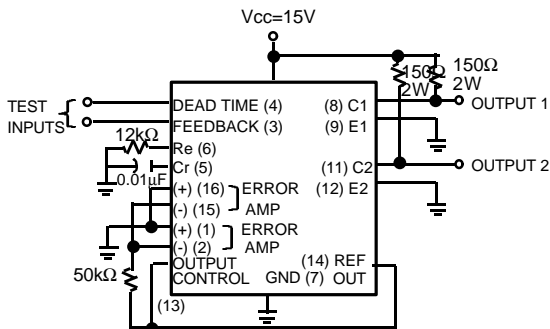 Vcc=15V
150Ω
2W
150Ω
2W
TEST
INPUTS
DEAD TIME (4)
FEEDBACK (3)
12kΩ
Re (6)
Cr (5)
0.01µF
(+) (16)
(-) (15)
ERROR
AMP
(+) (1)
(-) (2)
ERROR
AMP
OUTPUT
CONTROL
(13)
50kΩ
(8) C1
(9) E1
(11) C2
(12) E2
(14) REF
OUT
GND (7)
OUTPUT 1
OUTPUT 2